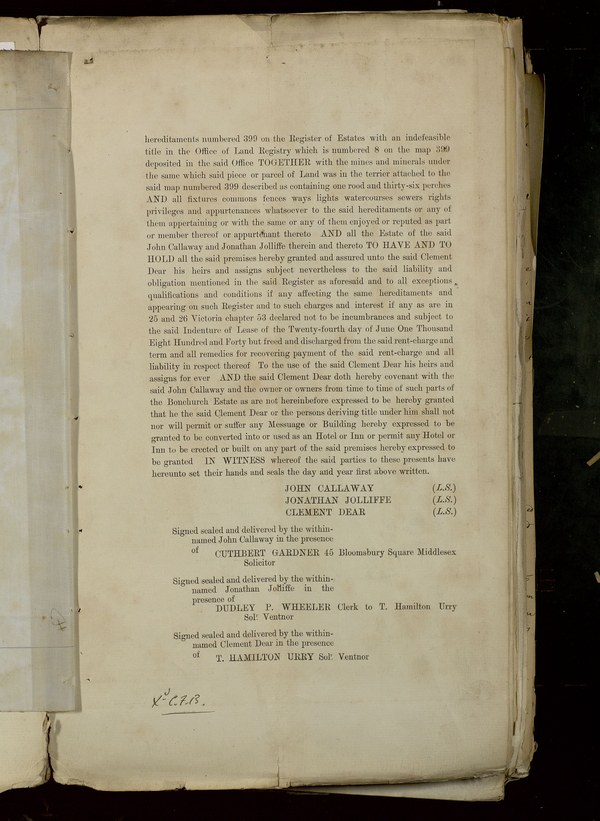 hereditaments numbered 399 on the Register of Estates with an indefeasible
title in the Office of Land Registry which is numbered 8 on the map 399
deposited in the said Office TOGETHER with the mines and minerals under
the same which said piece or parcel of Land was in the terrier attached to the
said map numbered 399 described as containing one rood and thirty-six perches
AND all fixtures commons fences ways lights watercourses sewers rights
privileges and appurtenances whatsoever to the said hereditaments or any of
them appertaining or with the same or any of them enjoyed or reputed as part
or member thereof or appurtenant thereto AND all the Estate of the said
John Callaway and Jonathan Jolliffe therein and thereto TO HAVE AND TO
HOLD all the said premises hereby granted and assured unto the said Clement
Dear his heirs and assigns subject nevertheless to the said liability and
obligation mentioned in the said Register as aforesaid and to all exceptions
qualifications and conditions if any affecting the same hereditaments and
appearing on such Register and to such charges and interest if any as are in
25 and 26 Victoria chapter 53 declared not to be incumbrances and subject to
the said Indenture of Lease of the Twenty-fourth day of June One Thousand
Eight Hundred and Forty but freed and discharged from the said rent-charge and
term and all remedies for recovering payment of the said rent-charge and all
liability in respect thereof To the use of the said Clement Dear his heirs and
assigns for ever AND the said Clement Dear doth hereby covenant with the
said John Callaway and the owner or owners from time to time of such parts of
the Bonchurch Estate as are not hereinbefore expressed to be hereby granted
that he the said Clement Dear or the persons deriving title under him shall not
nor will permit or suffer any Messuage or Building hereby expressed to be
granted to be converted into or used as an Hotel or Inn or permit any Hotel or
Inn to be erected or built on any part of the said premises hereby expressed to
be granted IN WITNESS whereof the said parties to these presents have
hereunto set their hands and seals the day and year first above written.
JOHN CALLAWAY (L.S.)
JONATHAN JOLLIFFE (L.S.)
CLEMENT DEAR (L.S.)
Signed sealed and delivered by the within-
named John Callaway in the presence
of CUTHBERT GARDNER 45 Bloomsbury Square Middlesex
Solicitor
Signed sealed and delivered by the within-
named Jonathan Jolliffe in the
presence of
DUDLEY P. WHEELER Clerk to T. Hamilton Urry
Solr. Ventnor
Signed sealed and delivered by the within-
named Clement Dear in the presence
of T. HAMILTON URRY Solr. Ventnor
C.F.B.